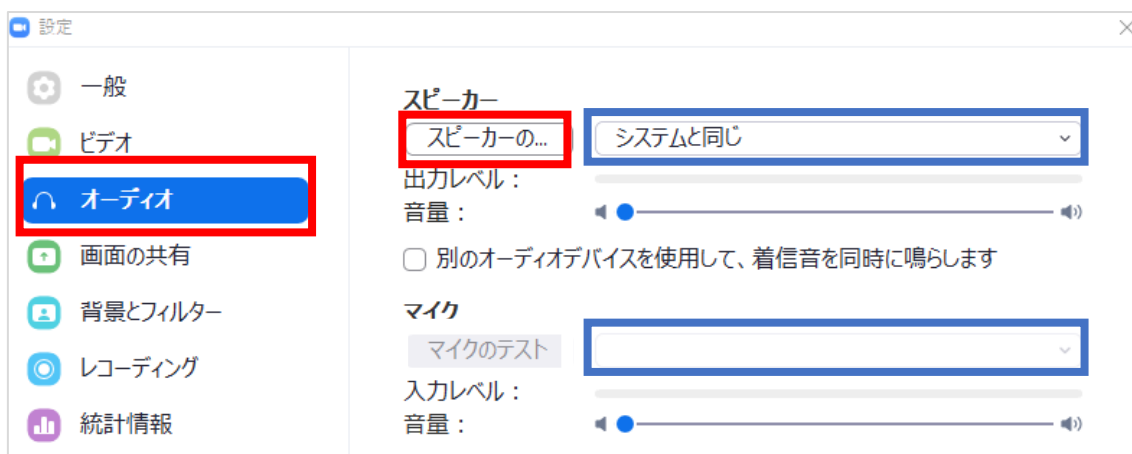 設定
一般
ビデオ
オーディオ
画面の共有
背景とフィルター
レコーディング
統計情報
スピーカー
スピーカーの...
システムと同じ
出力レベル：
音量：
別のオーディオデバイスを使用して、着信音を同時に鳴らします
マイク
マイクのテスト
入力レベル：
音量：